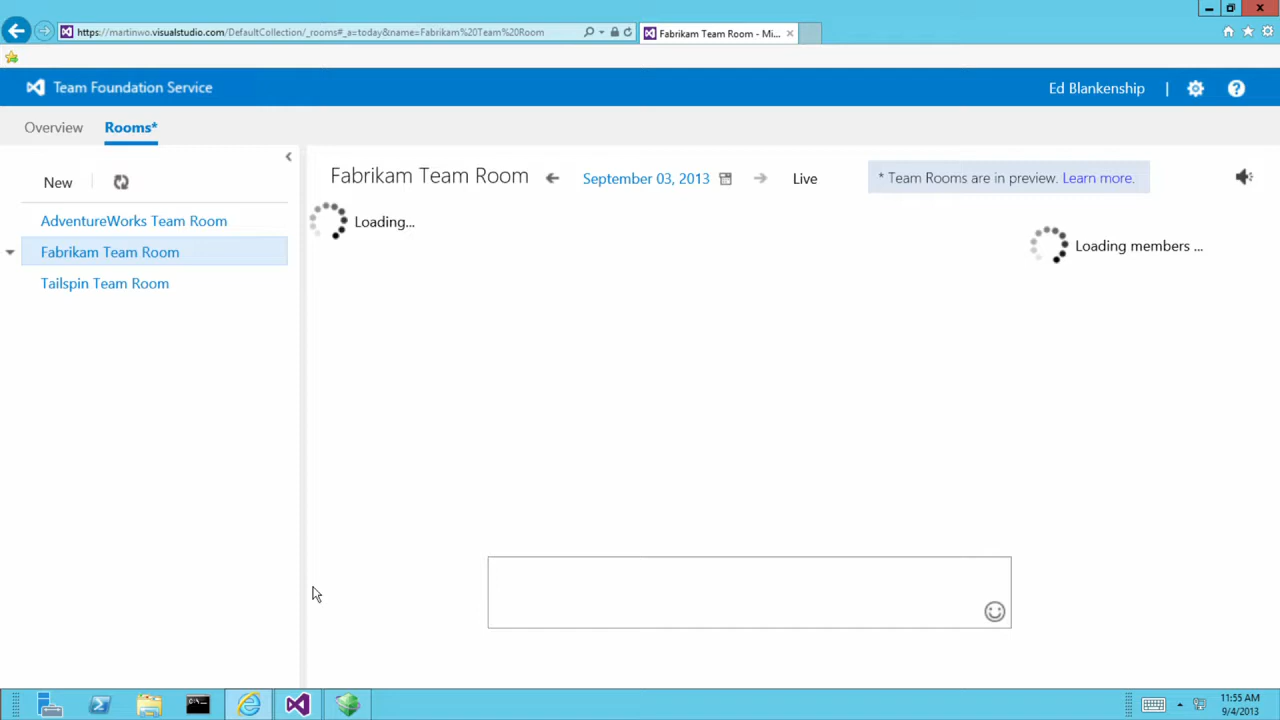 https://martinwo.visualstudio.com/DefaultCollection/_rooms#_a=today&name=Fabrikam%20Team%20Room
Fabrikam Team Room - Mi...
Team Foundation Service
Ed Blankenship
Overview
Rooms*
New
AdventureWorks Team Room
Fabrikam Team Room
Tailspin Team Room
Fabrikam Team Room
September 03, 2013
Live
* Team Rooms are in preview. Learn more.
Loading...
Loading members ...
11:55 AM
9/4/2013